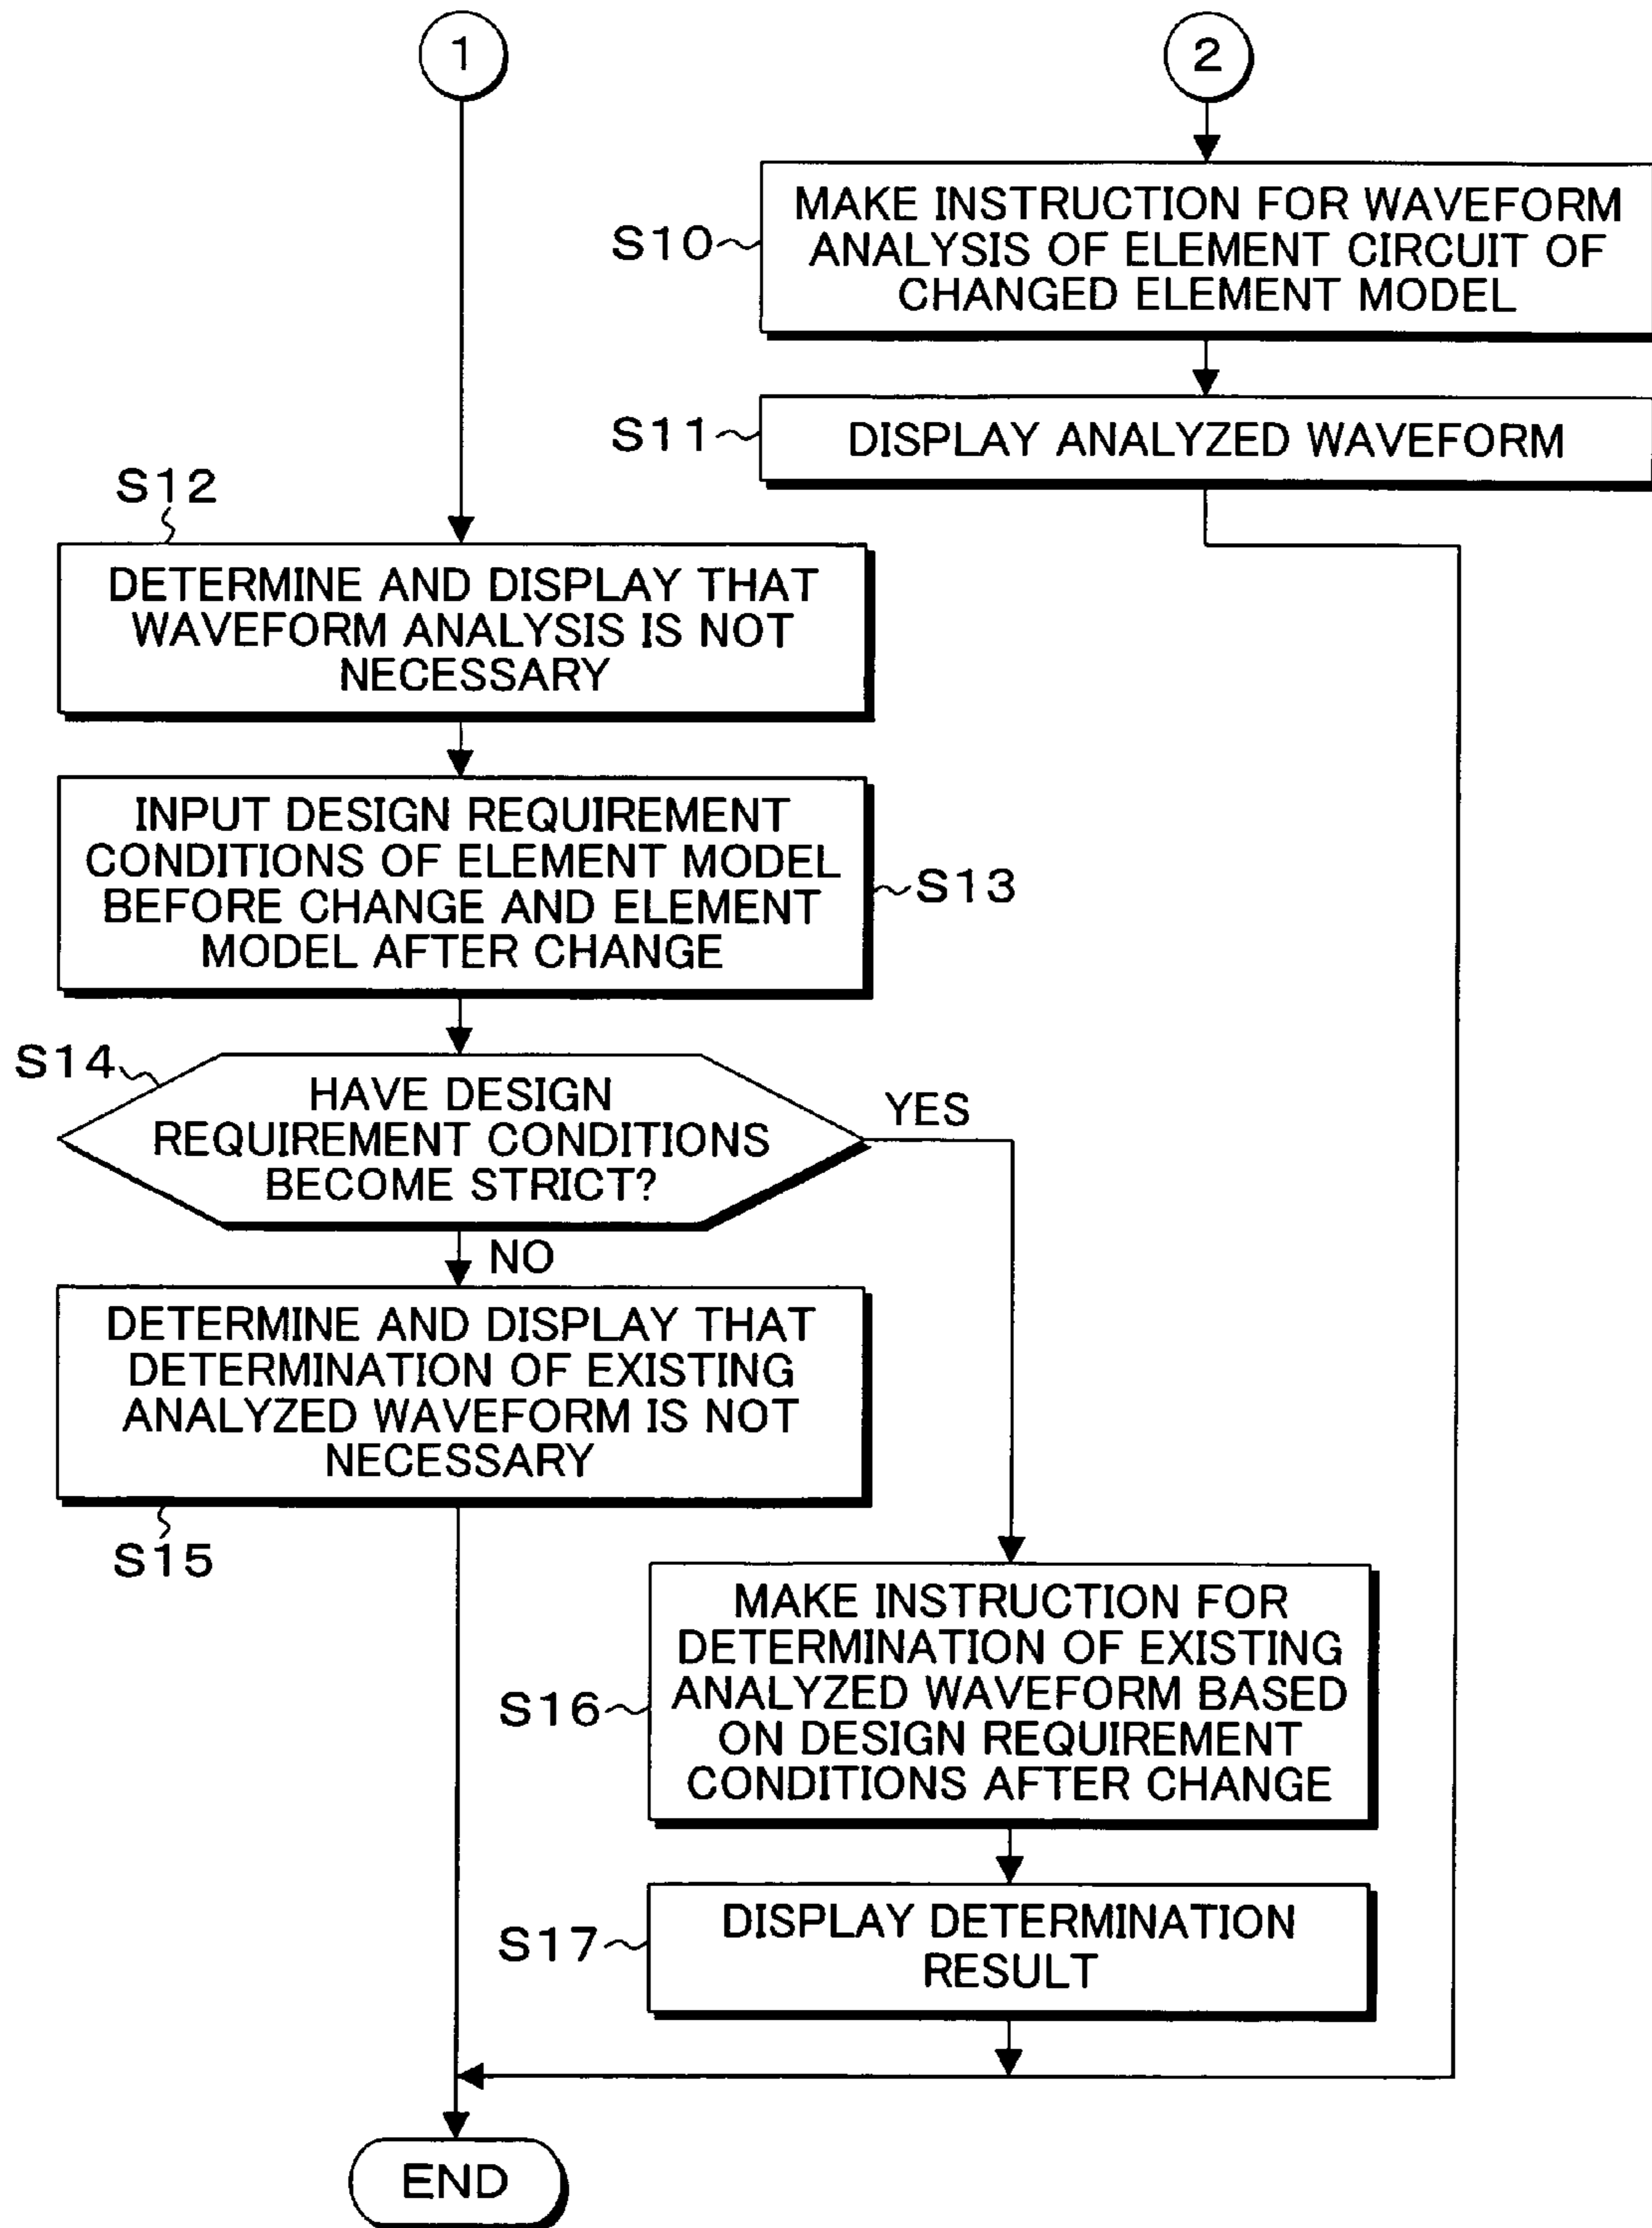 1
2
S10
MAKE INSTRUCTION FOR WAVEFORM
ANALYSIS OF ELEMENT CIRCUIT OF
CHANGED ELEMENT MODEL
S11
DISPLAY ANALYZED WAVEFORM
S12
DETERMINE AND DISPLAY THAT
WAVEFORM ANALYSIS IS NOT
NECESSARY
INPUT DESIGN REQUIREMENT
CONDITIONS OF ELEMENT MODEL
BEFORE CHANGE AND ELEMENT
MODEL AFTER CHANGE
S13
S14
HAVE DESIGN
REQUIREMENT CONDITIONS
BECOME STRICT?
YES
NO
DETERMINE AND DISPLAY THAT
DETERMINATION OF EXISTING
ANALYZED WAVEFORM IS NOT
NECESSARY
S15
S16
MAKE INSTRUCTION FOR
DETERMINATION OF EXISTING
ANALYZED WAVEFORM BASED
ON DESIGN REQUIREMENT
CONDITIONS AFTER CHANGE
S17
DISPLAY DETERMINATION
RESULT
END